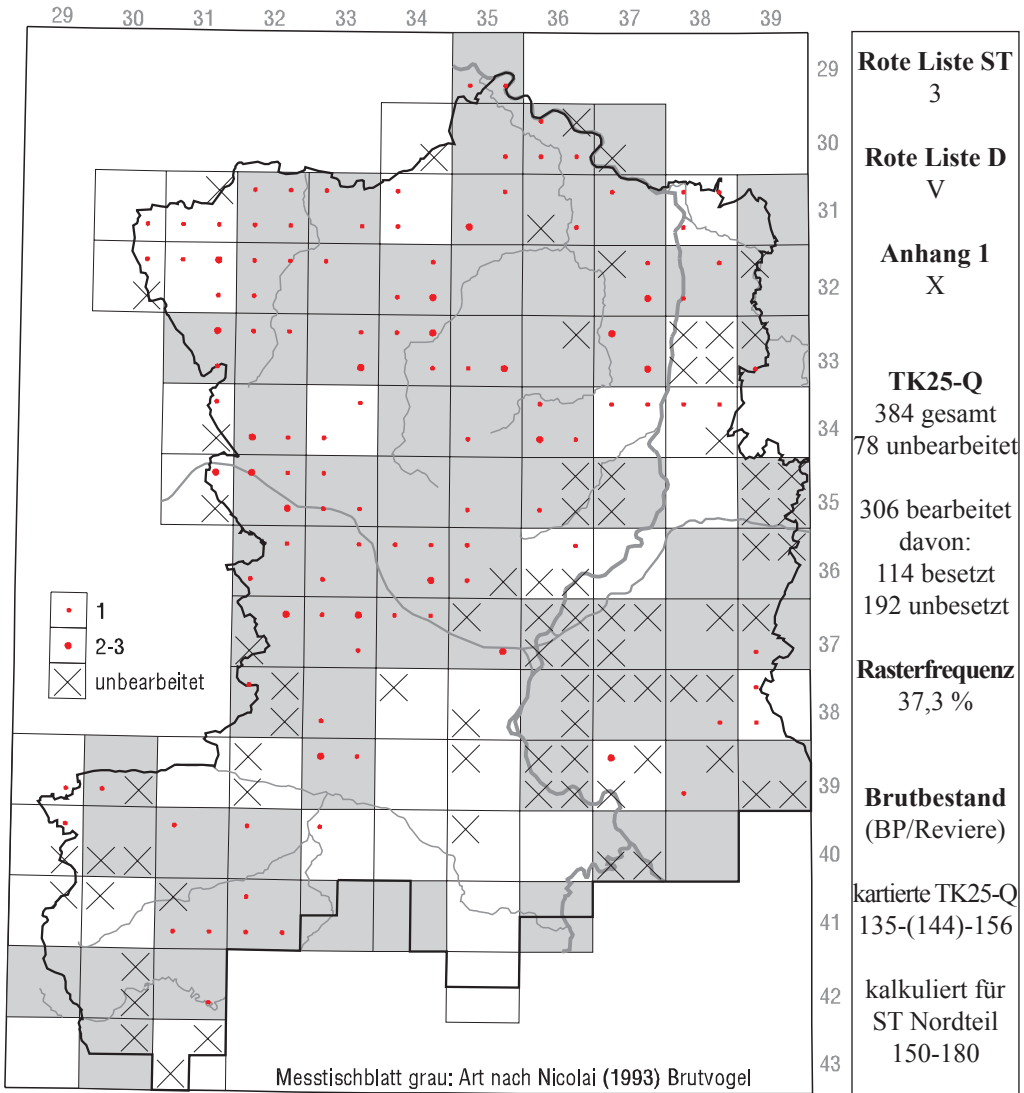 29 30 31 32 33 34 35 36 37 38 39
29
30
31
32
33
34
35
36
37
38
39
40
41
42
43
1
2-3
unbearbeitet
Messtischblatt grau: Art nach Nicolai (1993) Brutvogel
Rote Liste ST
3
Rote Liste D
V
Anhang 1
X
TK25-Q
384 gesamt
78 unbearbeitet
306 bearbeitet
davon:
114 besetzt
192 unbesetzt
Rasterfrequenz
37,3 %
Brutbestand
(BP/Reviere)
kartierte TK25-Q
135-(144)-156
kalkuliert für
ST Nordteil
150-180